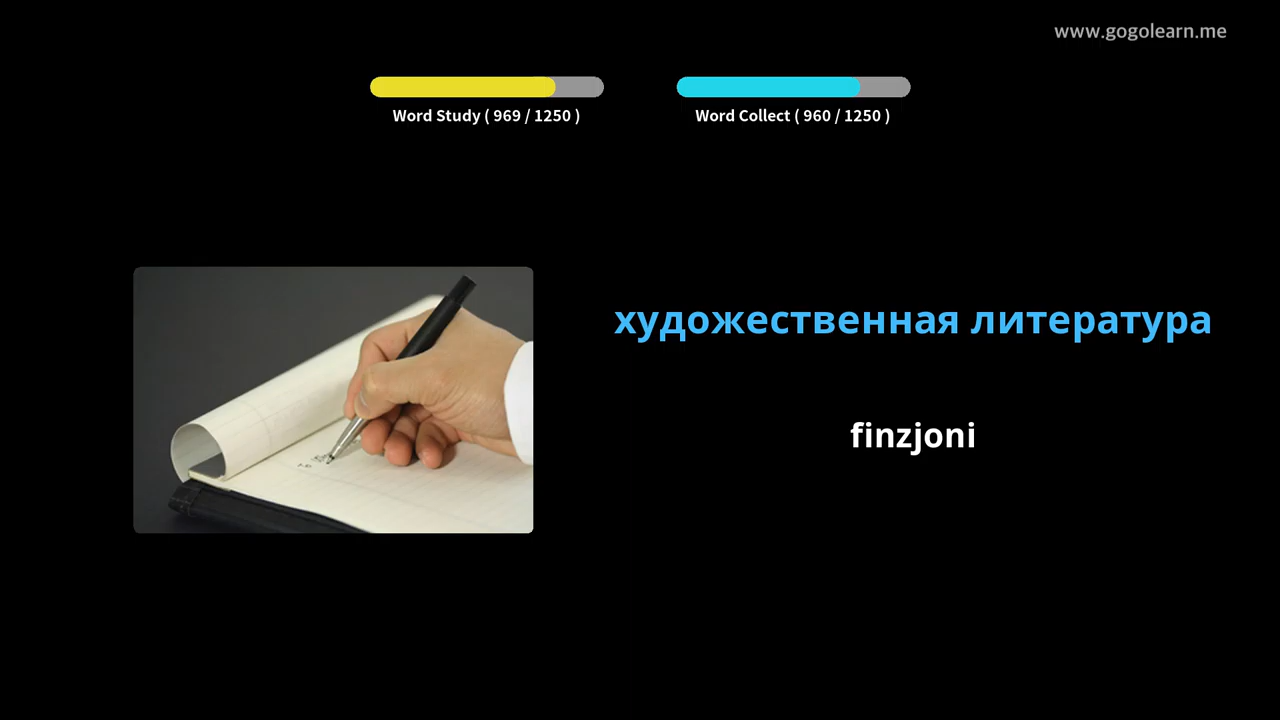 www.gogolearn.me
Word Study ( 969 / 1250 )
Word Collect ( 960 / 1250 )
художественная литература
finzjoni